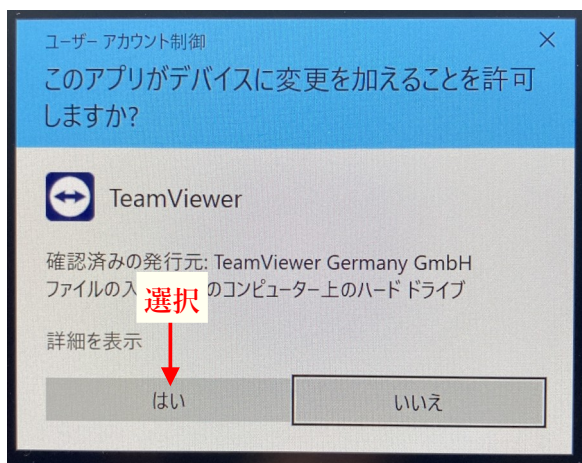 ユーザー アカウント制御
このアプリがデバイスに変更を加えることを許可
しますか?
TeamViewer
確認済みの発行元: TeamViewer Germany GmbH
ファイルの入 のコンピューター上のハード ドライブ
選択
詳細を表示
はい
いいえ